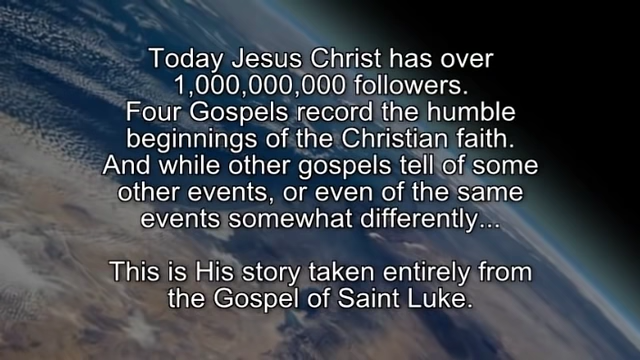 Today Jesus Christ has over
1,000,000,000 followers.
Four Gospels record the humble
beginnings of the Christian faith.
And while other gospels tell of some
other events, or even of the same
events somewhat differently...
This is His story taken entirely from
the Gospel of Saint Luke.